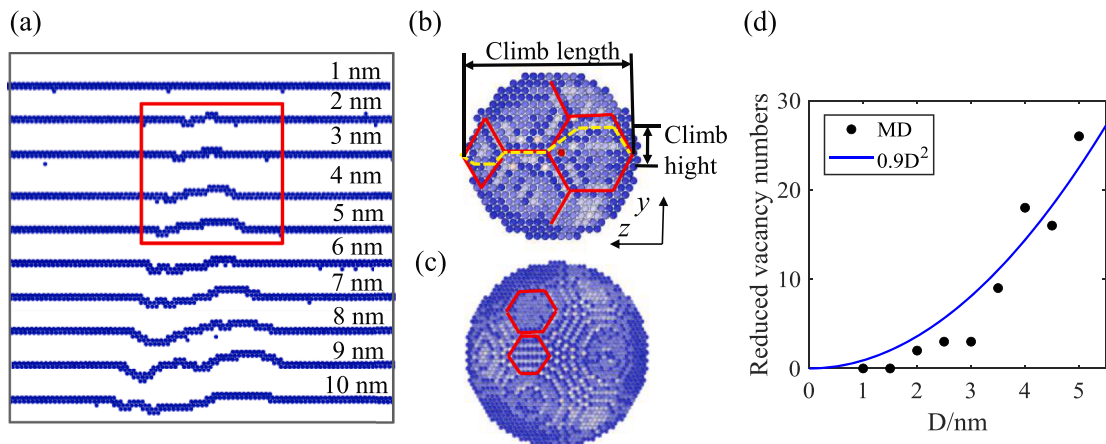 (a)
1 nm
2 nm
3 nm
4 nm
5 nm
6 nm
7 nm
8 nm
9 nm
10 nm
(b)
Climb length
Climb
hight
y
z
(c)
(d)
Reduced vacancy numbers
30
20
10
0
MD
0.9D²
0 1 2 3 4 5
D/nm